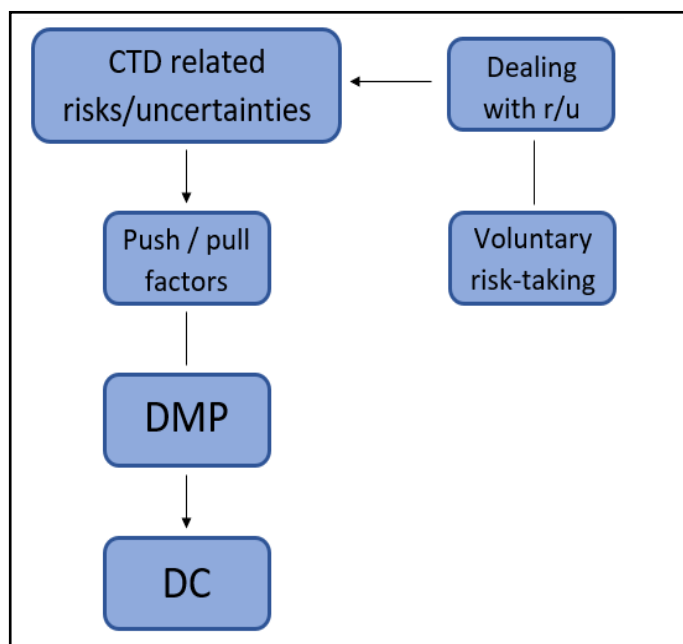 CTD related
risks/uncertainties
Dealing
with r/u
Push / pull
factors
Voluntary
risk-taking
DMP
DC